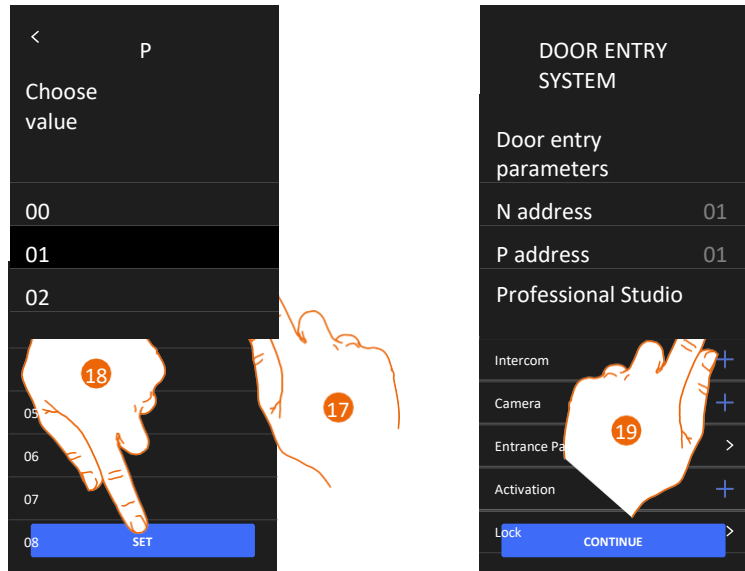 P
Choose
value
00
01
02
18
05
06
07
08
SET
17
DOOR ENTRY
SYSTEM
Door entry
parameters
N address 01
P address 01
Professional Studio
Intercom
Camera
19
Entrance Pa
Activation
Lock
CONTINUE